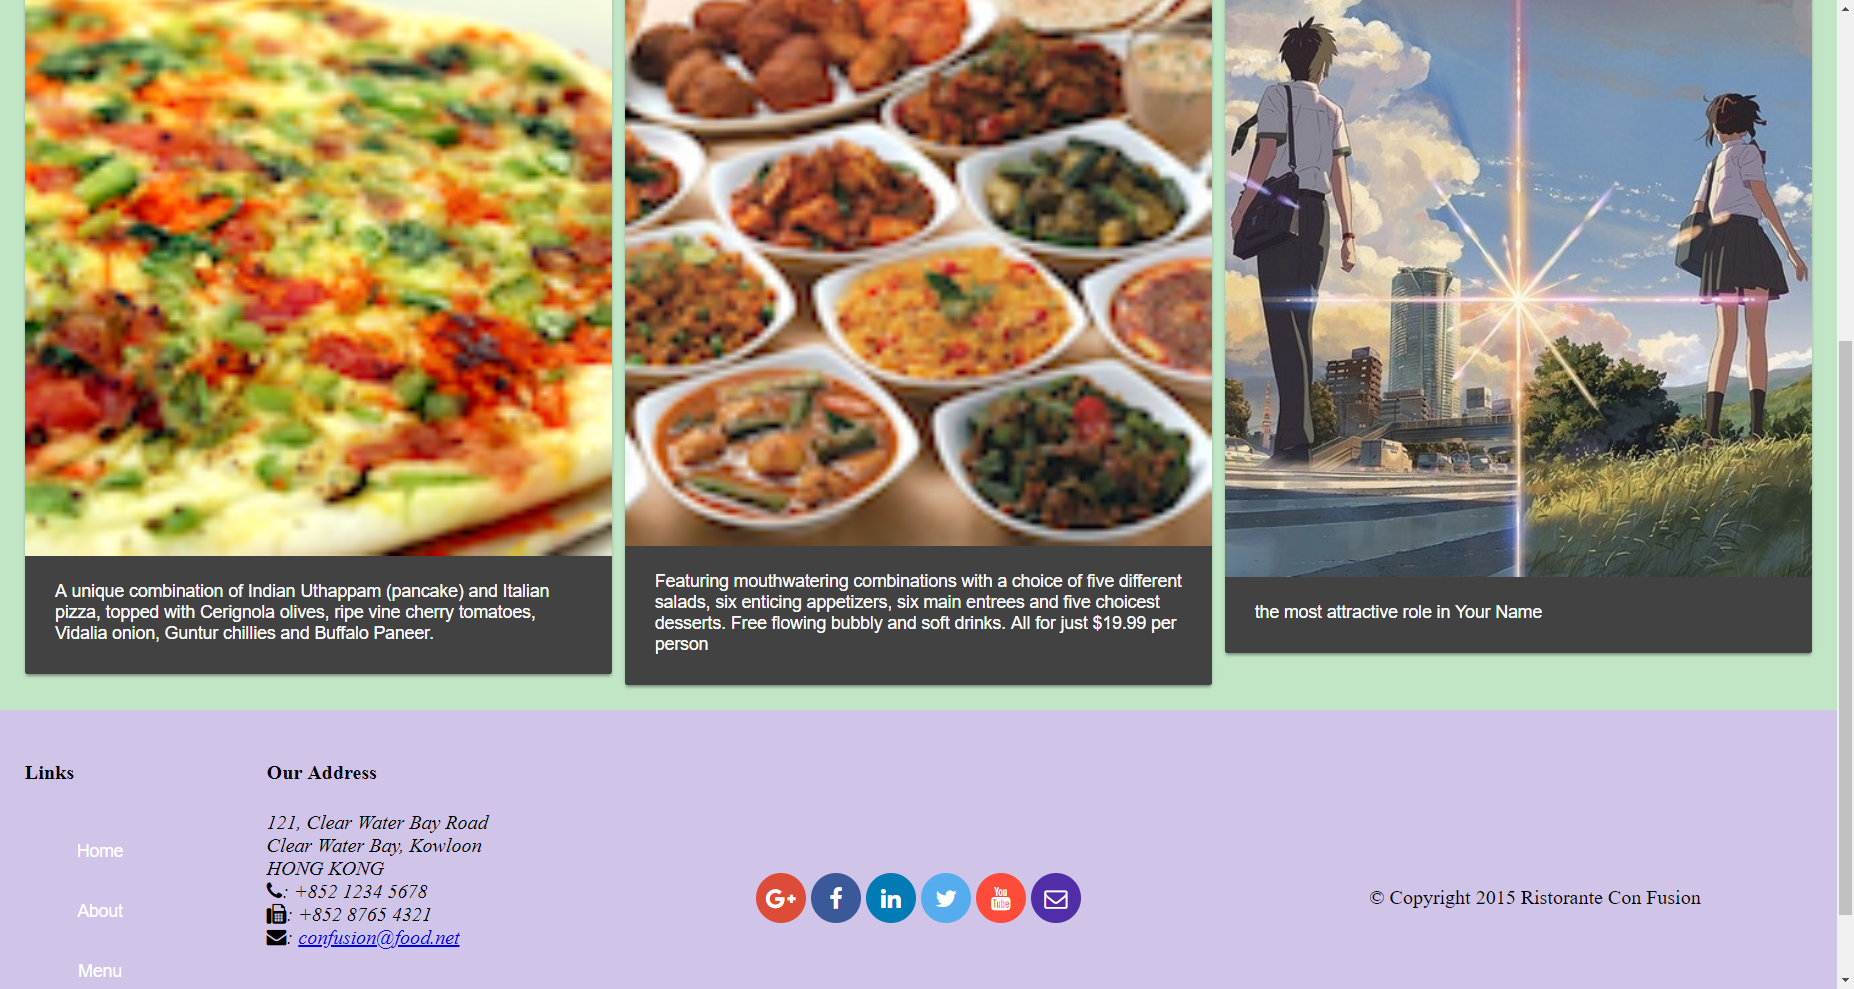 A unique combination of Indian Uthappam (pancake) and Italian
pizza, topped with Cerignola olives, ripe vine cherry tomatoes,
Vidalia onion, Guntur chillies and Buffalo Paneer.
Featuring mouthwatering combinations with a choice of five different
salads, six enticing appetizers, six main entrees and five choicest
desserts. Free flowing bubbly and soft drinks. All for just $19.99 per
person
the most attractive role in Your Name
Links
Home
About
Menu
Our Address
121, Clear Water Bay Road
Clear Water Bay, Kowloon
HONG KONG
: +852 1234 5678
: +852 8765 4321
: confusion@food.net
G+ f in You Tube
© Copyright 2015 Ristorante Con Fusion